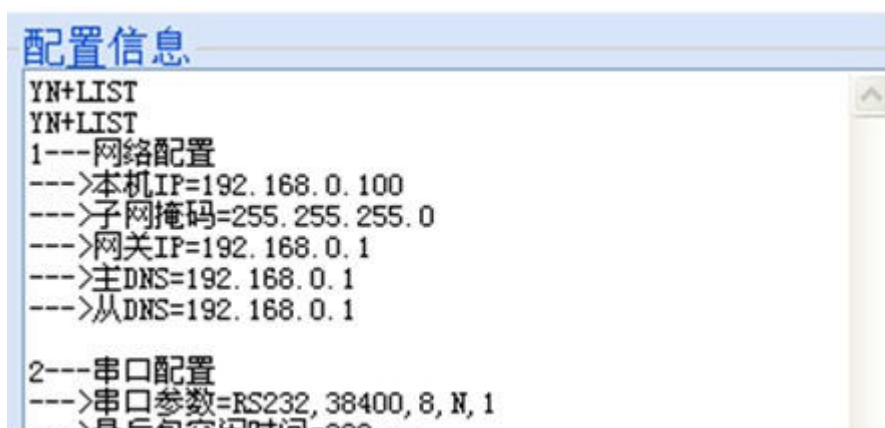 配置信息
YN+LIST
YN+LIST
1---网络配置
--->本机IP=192.168.0.100
--->子网掩码=255.255.255.0
--->网关IP=192.168.0.1
--->主DNS=192.168.0.1
--->从DNS=192.168.0.1
2---串口配置
--->串口参数=RS232,38400,8,N,1